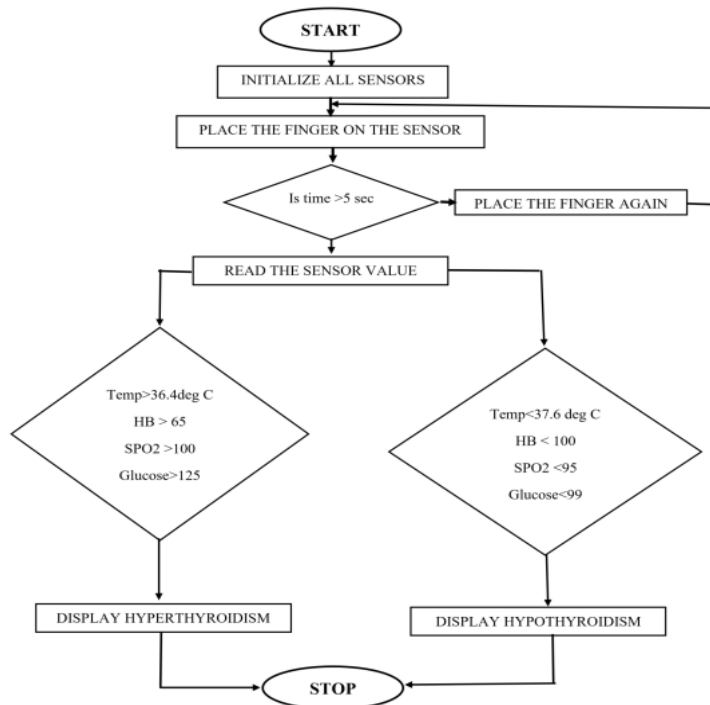 START
INITIALIZE ALL SENSORS
PLACE THE FINGER ON THE SENSOR
Is time >5 sec
PLACE THE FINGER AGAIN
READ THE SENSOR VALUE
Temp>36.4deg C
HB > 65
SPO2 >100
Glucose>125
Temp<37.6 deg C
HB < 100
SPO2 <95
Glucose<99
DISPLAY HYPERTHYROIDISM
DISPLAY HYPOTHYROIDISM
STOP